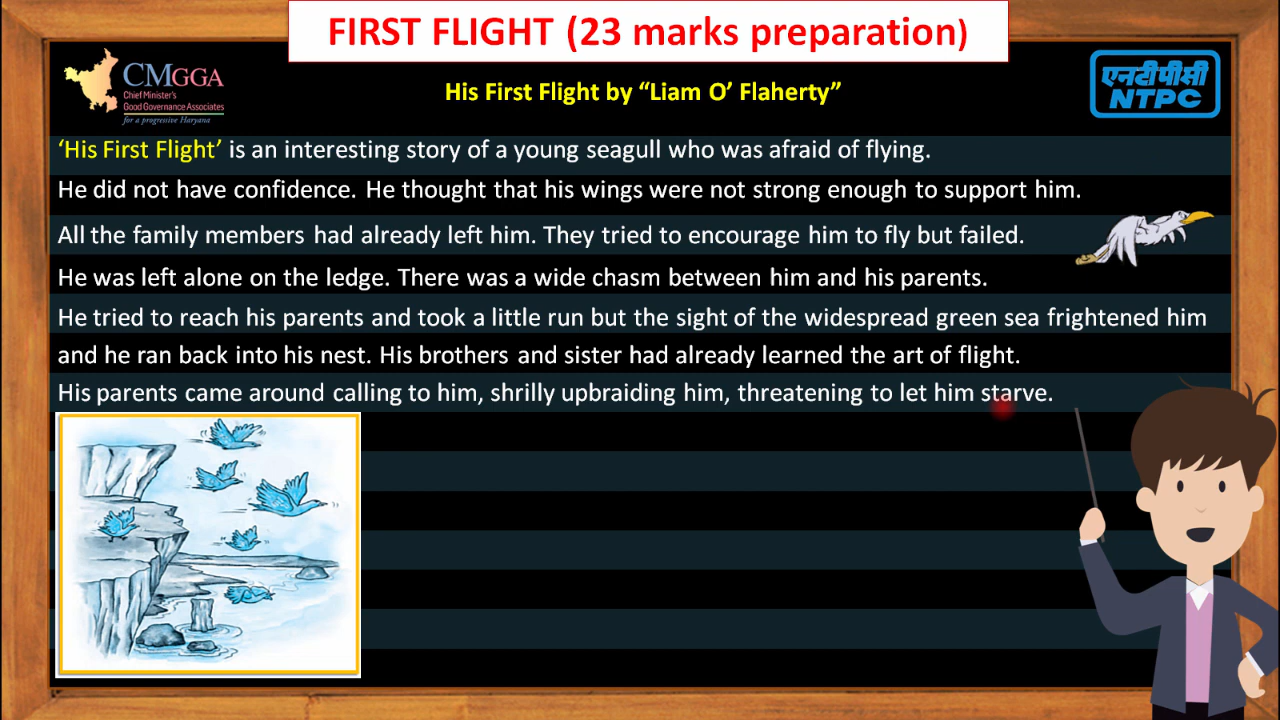 FIRST FLIGHT (23 marks preparation)
CMGGA
Chief Minister's
Good Governance Associates
for a progressive Haryana
His First Flight by “Liam O’ Flaherty”
एनटीपीसी
NTPC
‘His First Flight’ is an interesting story of a young seagull who was afraid of flying.
He did not have confidence. He thought that his wings were not strong enough to support him.
All the family members had already left him. They tried to encourage him to fly but failed.
He was left alone on the ledge. There was a wide chasm between him and his parents.
He tried to reach his parents and took a little run but the sight of the widespread green sea frightened him
and he ran back into his nest. His brothers and sister had already learned the art of flight.
His parents came around calling to him, shrilly upbraiding him, threatening to let him starve.